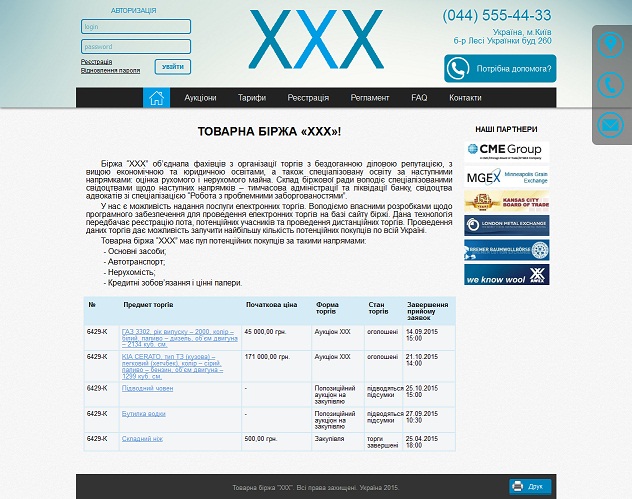 АВТОРИЗАЦІЯ
login
password
Реєстрація
Відновлення пароля
УВІЙТИ
XXX
(044) 555-44-33
Україна, м.Київ
б-р Лесі Українки буд 260
Потрібна допомога?
Аукціони Тарифи Реєстрація Регламент FAQ Контакти
ТОВАРНА БІРЖА «XXX»!
Біржа "XXX" об'єднала фахівців з організації торгів з бездоганною діловою репутацією, з
вищою економічною та юридичною освітами, а також спеціалізовану освіту за наступними
напрямками: оцінка рухомого і нерухомого майна. Склад біржової ради володіє спеціалізованими
свідоцтвами щодо наступних напрямків – тимчасова адміністрації та ліквідації банку, свідоцтва
адвокатів зі спеціалізацією "Робота з проблемними заборгованостями".
У нас є можливість надання послуги електронних торгів. Володіємо власними розробками щодо
програмного забезпечення для проведення електронних торгів на базі сайту біржі. Дана технологія
передбачає реєстрацію лота, потенційних учасників та проведення дистанційних торгів. Проведення
даних торгів дає можливість залучити найбільшу кількість потенційних покупців по всій Україні.
Товарна біржа "XXX" має пул потенційних покупців за такими напрямами:
- Основні засоби;
- Автотранспорт;
- Нерухомість;
- Кредитні зобов'язання і цінні папери.
№ Предмет торгів Початкова ціна Форма торгів Стан торгів Завершення прийому заявок
6429-К ГАЗ 3302, рік випуску – 2000, колір – білий, паливо – дизель, об'єм двигуна – 2134 куб. см. 45 000,00 грн. Аукціон XXX оголошені 14.09.2015 15:00
6429-К KIA CERATO, тип ТЗ (кузова) – легковий (хетчбек), колір – сірий, паливо – бензин, об'єм двигуна – 1299 куб. см. 171 000,00 грн. Аукціон XXX оголошені 21.10.2015 14:00
6429-К Підводний човен - Попозиційний аукціон на закупівлю підводяться підсумки 25.10.2015 15:00
6429-К Бутилка водки - Попозиційний аукціон на закупівлю підводяться підсумки 27.09.2015 10:30
6429-К Складний ніж 500,00 грн. Закупівля торги завершені 25.04.2015 18:00
НАШІ ПАРТНЕРИ
CME Group
MGEX Minneapolis Grain Exchange
KANSAS CITY
BOARD OF TRADE
LONDON METAL EXCHANGE
BREMER BAUMWOLLBÖRSE
we know wool AWEX
Товарна біржа "XXX". Всі права захищені. Україна 2015.
Друк